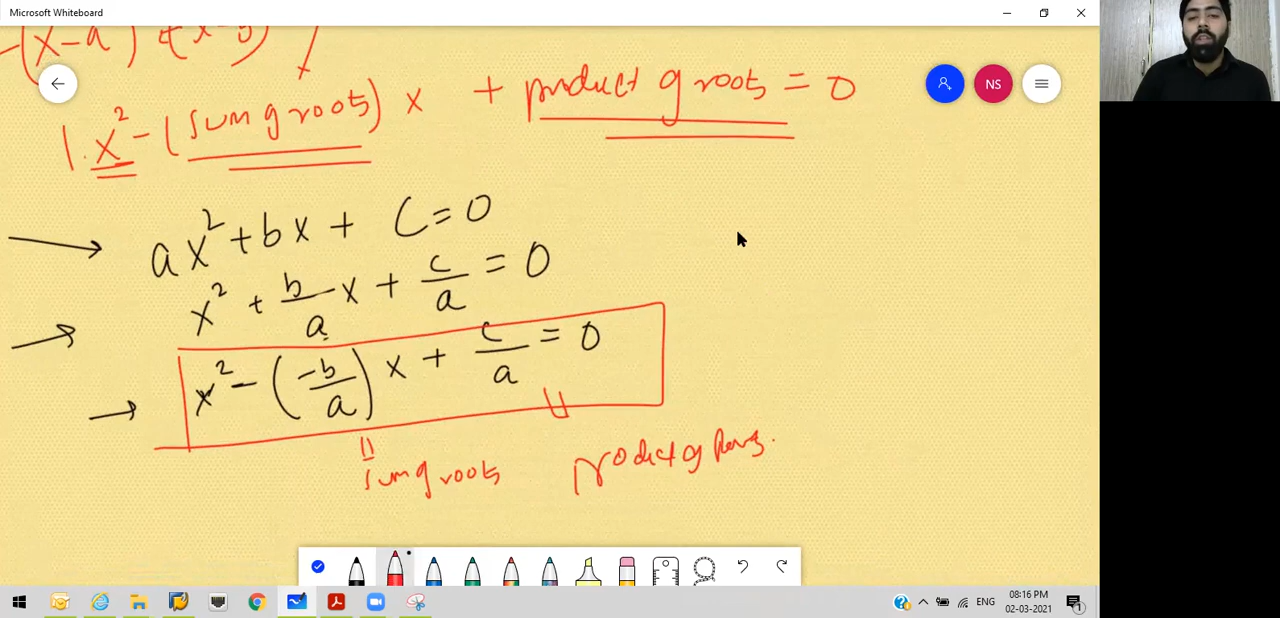 Microsoft Whiteboard
-(x-a) (x-b)
1. x² - (sum of roots) x + product of roots = 0
NS
ax² + bx + C = 0
x² + b/a x + c/a = 0
x² - (-b/a) x + c/a = 0
sum of roots product of
ENG
08:16 PM
02-03-2021
1